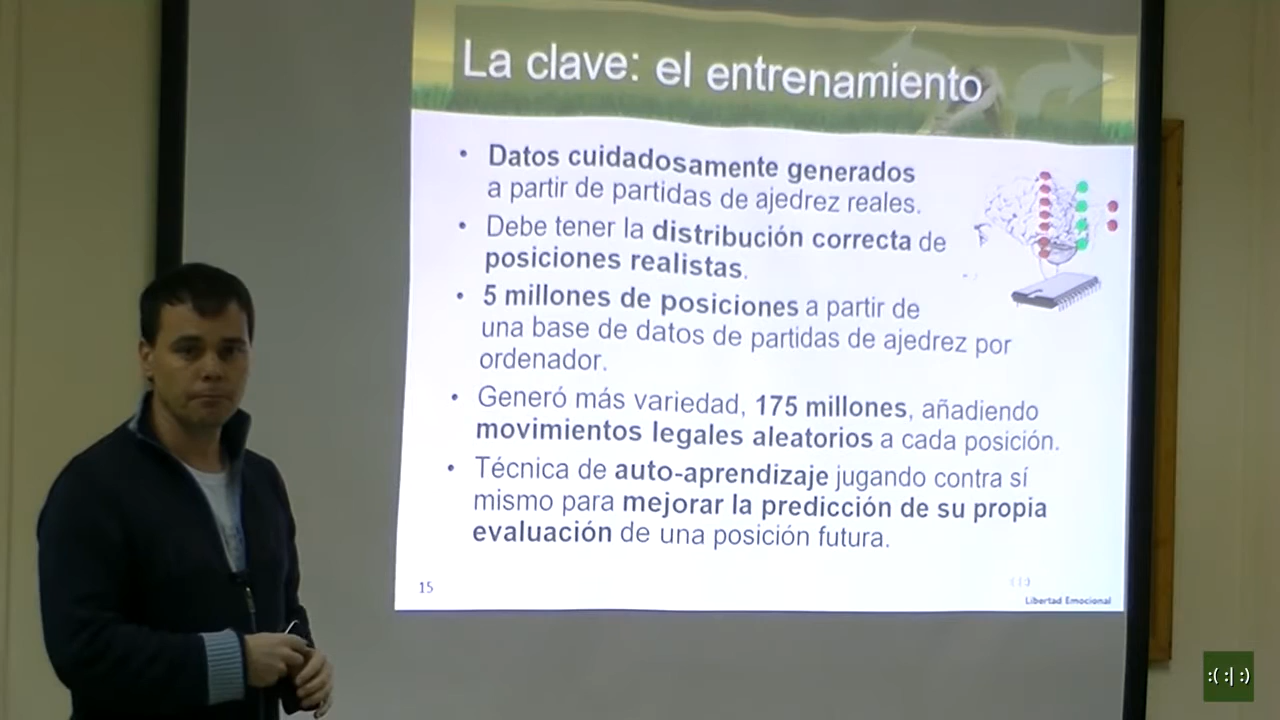 La clave: el entrenamiento
• Datos cuidadosamente generados
a partir de partidas de ajedrez reales.
• Debe tener la distribución correcta de
posiciones realistas.
• 5 millones de posiciones a partir de
una base de datos de partidas de ajedrez por
ordenador.
• Generó más variedad, 175 millones, añadiendo
movimientos legales aleatorios a cada posición.
• Técnica de auto-aprendizaje jugando contra sí
mismo para mejorar la predicción de su propia
evaluación de una posición futura.
15
Libertad Emocional
:( :| :)